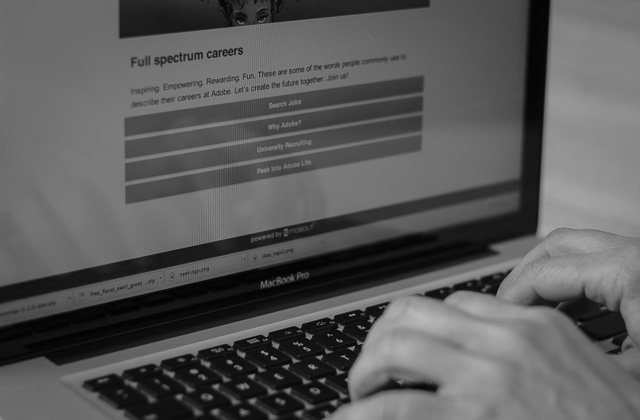 Full spectrum careers
Inspiring. Empowering. Rewarding. Fun. These are some of the words people commonly use to
describe their careers at Adobe. Let's create the future together. Join us!
Search Jobs
Why Adobe?
University Recruiting
Peek Into Adobe Life
powered by
MacBook Pro